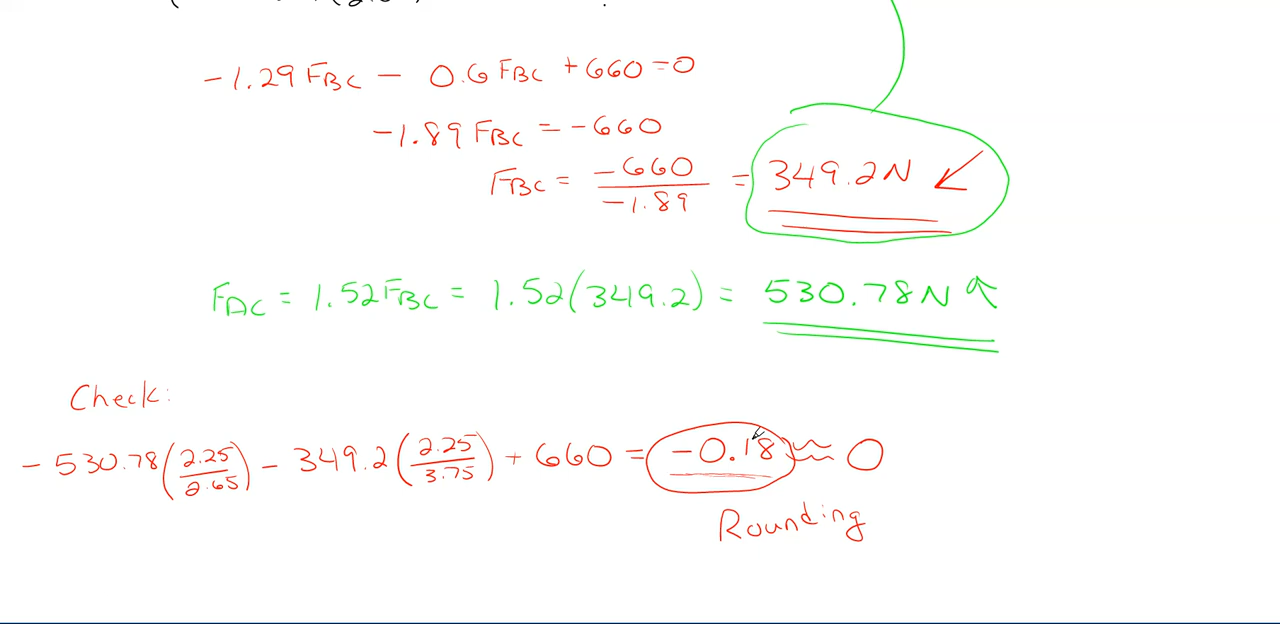 -1.29 FBC - 0.6 FBC + 660 = 0
-1.89 FBC = -660
FBC = -660 / -1.89 = 349.2 N ↙
FAC = 1.52 FBC = 1.52 (349.2) = 530.78 N ↖
Check:
-530.78 (2.25 / 2.65) - 349.2 (2.25 / 3.75) + 660 = -0.18 ≈ 0
Rounding